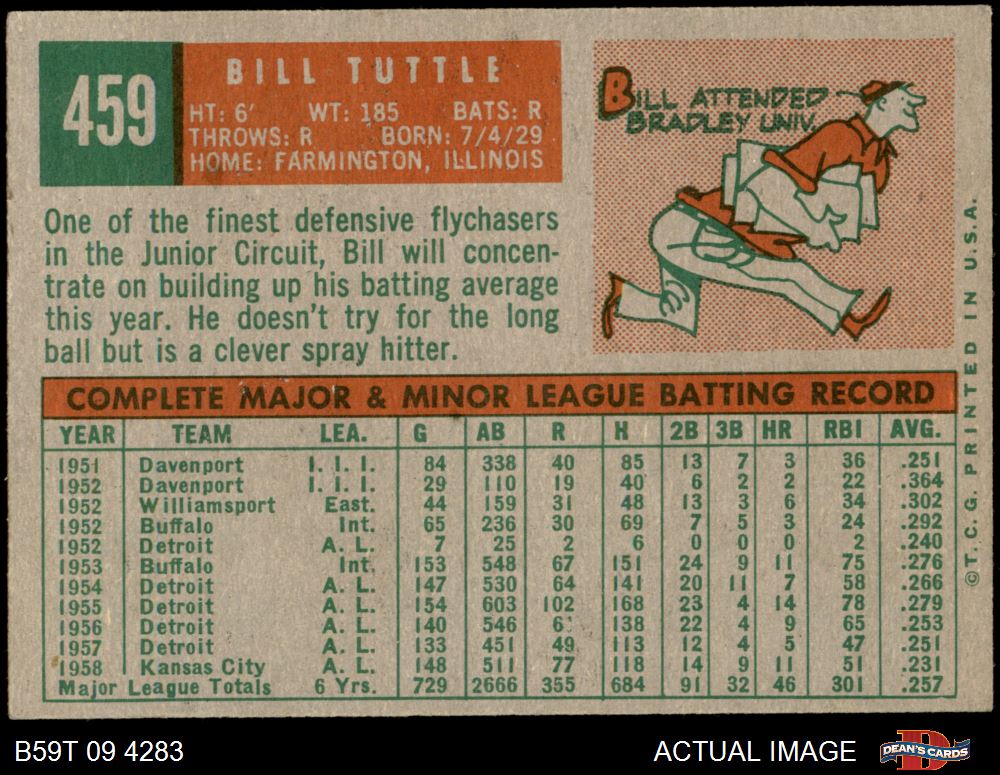 459
BILL TUTTLE
HT: 6' WT: 185 BATS: R
THROWS: R BORN: 7/4/29
HOME: FARMINGTON, ILLINOIS
BILL ATTENDED
BRADLEY UNIV.
One of the finest defensive flychasers
in the Junior Circuit, Bill will concen-
trate on building up his batting average
this year. He doesn't try for the long
ball but is a clever spray hitter.
COMPLETE MAJOR & MINOR LEAGUE BATTING RECORD
YEAR TEAM LEA. G AB R H 2B 3B HR RBI AVG.
1951 Davenport I. I. I. 84 338 40 85 13 7 3 36 .251
1952 Davenport I. I. I. 29 110 19 40 6 2 2 22 .364
1952 Williamsport East. 44 159 31 48 13 3 6 34 .302
1952 Buffalo Int. 65 236 30 69 7 5 3 24 .292
1952 Detroit A. L. 7 25 2 6 0 0 0 2 .240
1953 Buffalo Int. 153 548 67 151 24 9 11 75 .276
1954 Detroit A. L. 147 530 64 141 20 11 7 58 .266
1955 Detroit A. L. 154 603 102 168 23 4 14 78 .279
1956 Detroit A. L. 140 546 138 22 4 9 65 .253
1957 Detroit A. L. 133 451 49 113 12 4 5 47 .251
1958 Kansas City A. L. 148 511 77 118 14 9 11 51 .231
Major League Totals 6 Yrs. 729 2666 355 684 91 32 46 301 .257
© T. C. G. PRINTED IN U.S.A.
B59T 09 4283
ACTUAL IMAGE
DEAN'S CARDS